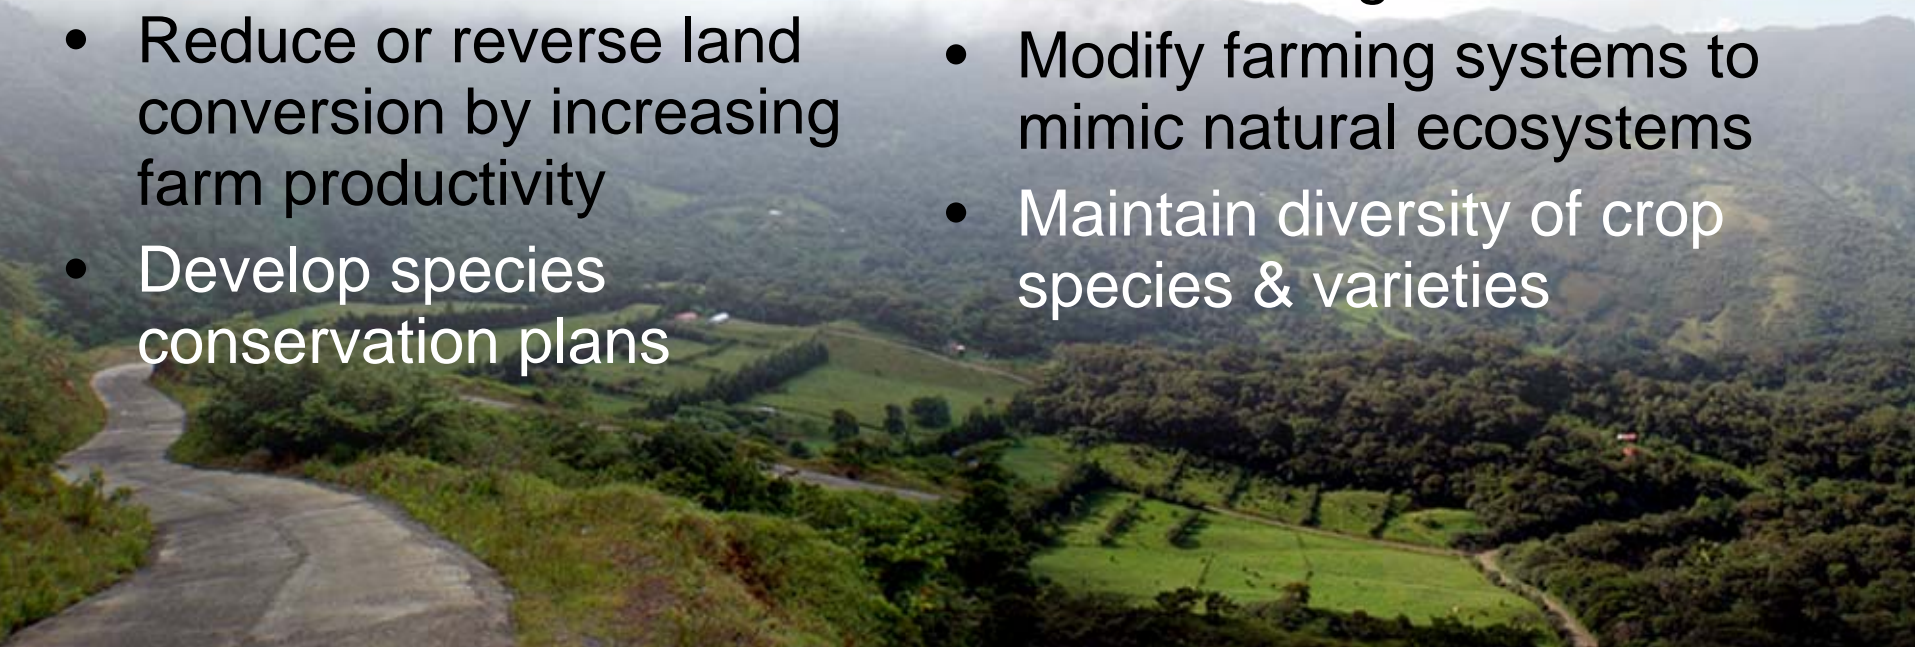 • Reduce or reverse land
conversion by increasing
farm productivity
• Develop species
conservation plans
• Modify farming systems to
mimic natural ecosystems
• Maintain diversity of crop
species & varieties